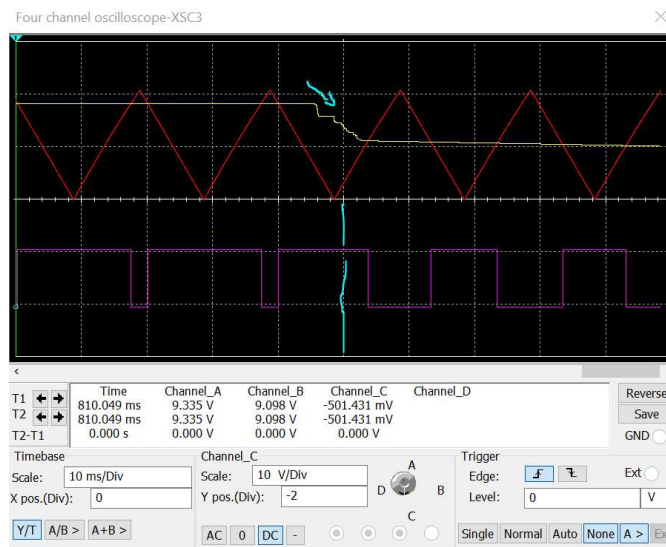 Four channel oscilloscope-XSC3
T1
T2
T2-T1
Time Channel_A Channel_B Channel_C Channel_D
810.049 ms 9.335 V 9.098 V -501.431 mV
810.049 ms 9.335 V 9.098 V -501.431 mV
0.000 s 0.000 V 0.000 V 0.000 V
Reverse
Save
GND
Timebase
Scale: 10 ms/Div
X pos.(Div): 0
Y/T A/B > A+B >
Channel_C
Scale: 10 V/Div
Y pos.(Div): -2
AC 0 DC -
A
D B
C
Trigger
Edge: Ext
Level: 0 V
Single Normal Auto None A >